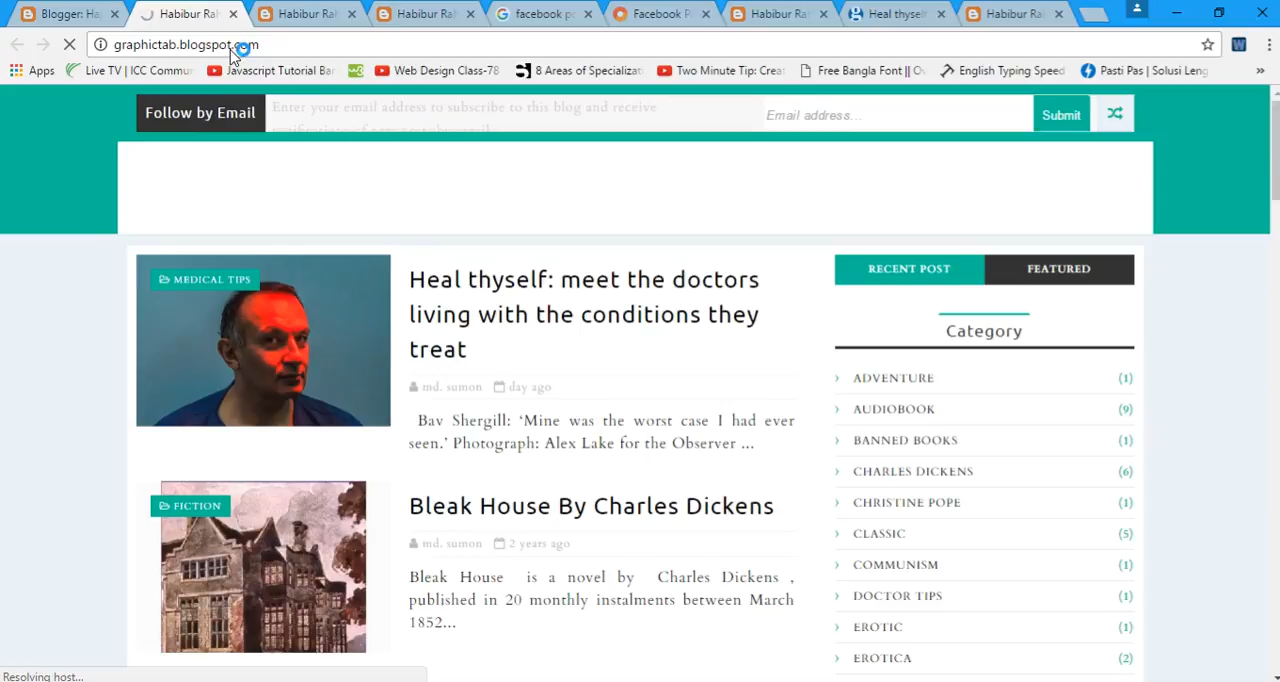 Blogger: Ha
Habibur Ra
Habibur Ra
Habibur Ra
facebook p
Facebook P
Habibur Ra
Heal thysel
Habibur Ra
graphictab.blogspot.com
Apps
Live TV | ICC Commu
Javascript Tutorial Ba
Web Design Class-78
8 Areas of Specializat
Two Minute Tip: Crea
Free Bangla Font || O
English Typing Speed
Pasti Pas | Solusi Leng
»
Follow by Email
Enter your email address to subscribe to this blog and receive
Email address...
Submit
MEDICAL TIPS
Heal thyself: meet the doctors
living with the conditions they
treat
md. sumon day ago
Bav Shergill: ‘Mine was the worst case I had ever
seen.’ Photograph: Alex Lake for the Observer ...
FICTION
Bleak House By Charles Dickens
md. sumon 2 years ago
Bleak House is a novel by Charles Dickens ,
published in 20 monthly instalments between March
1852...
RECENT POST
FEATURED
Category
ADVENTURE (1)
AUDIOBOOK (9)
BANNED BOOKS (1)
CHARLES DICKENS (6)
CHRISTINE POPE (1)
CLASSIC (5)
COMMUNISM (1)
DOCTOR TIPS (1)
EROTIC (1)
EROTICA (2)
Resolving host...